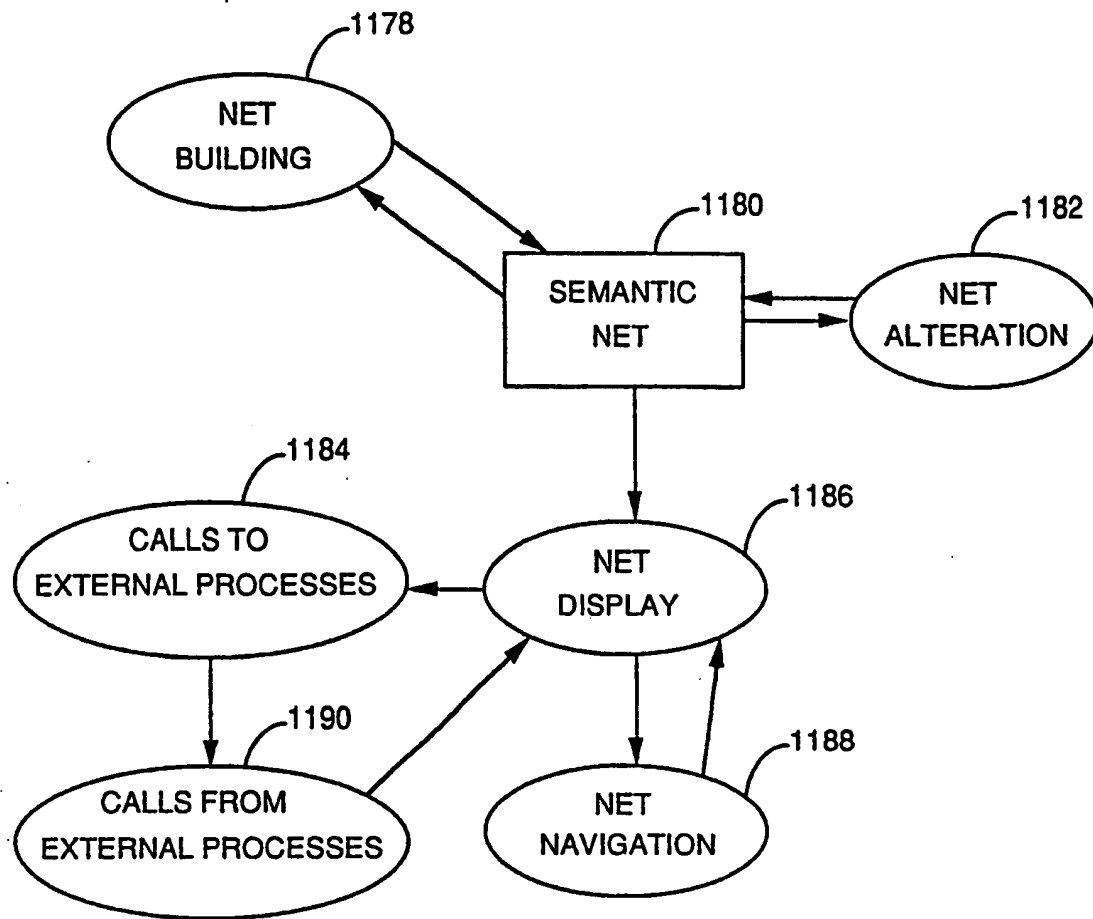 1178
NET
BUILDING
1180
SEMANTIC
NET
1182
NET
ALTERATION
1184
CALLS TO
EXTERNAL PROCESSES
1186
NET
DISPLAY
1190
CALLS FROM
EXTERNAL PROCESSES
1188
NET
NAVIGATION